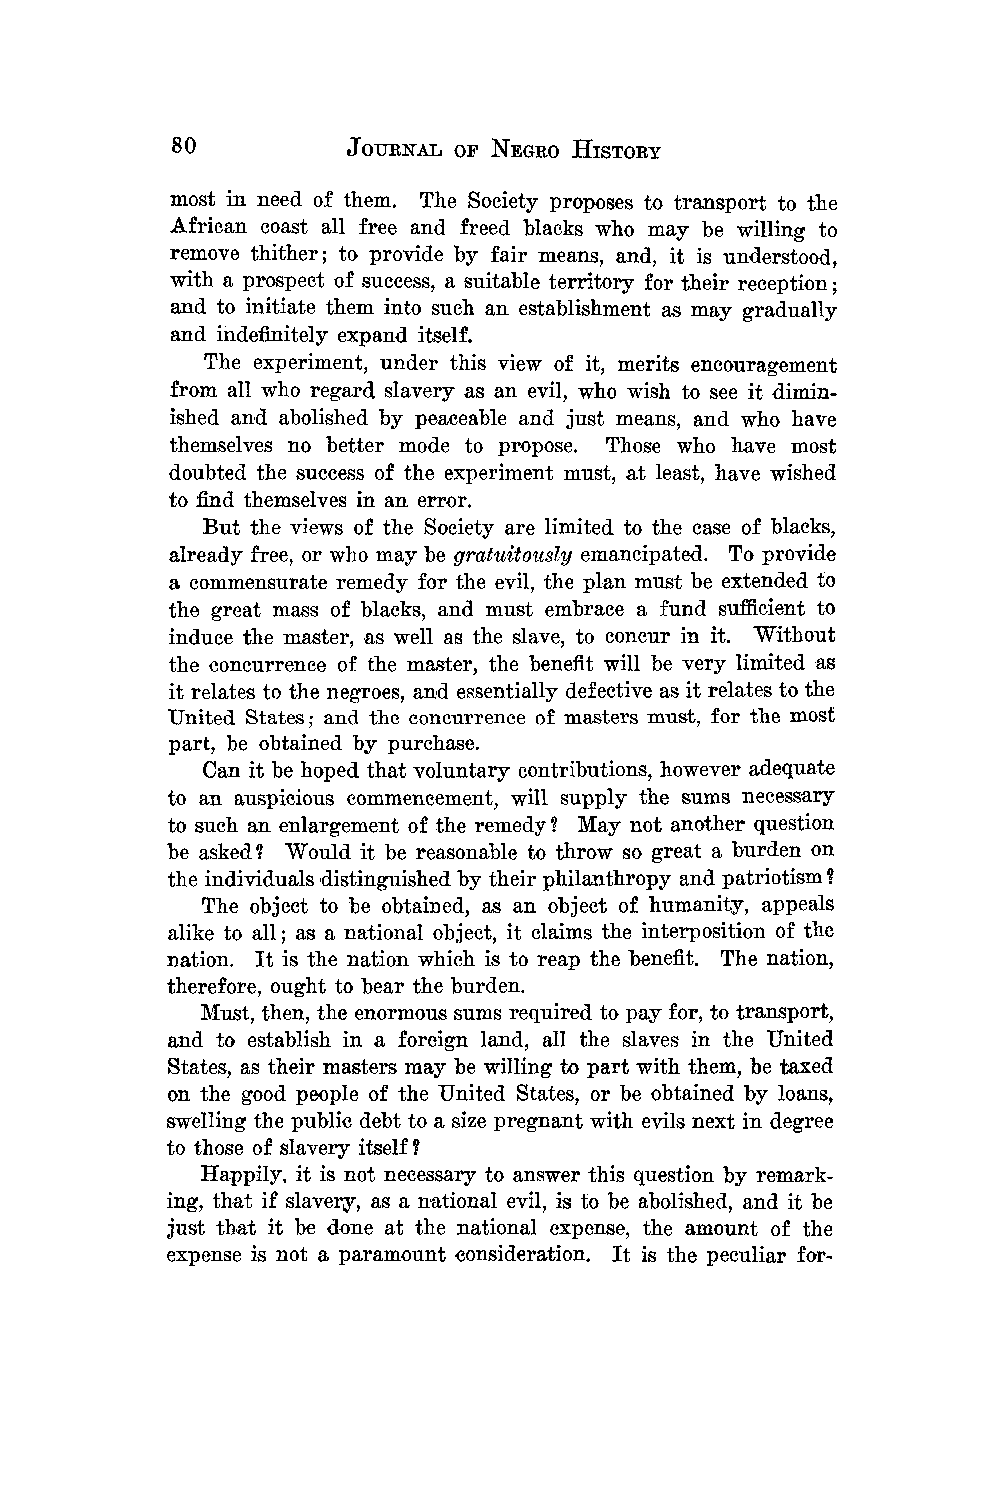 80 JOURNAL OF NEGRO HISTORY
most in need of them. The Society proposes to transport to the
African coast all free and freed blacks who may be willing to
remove thither; to provide by fair means, and, it is understood,
with a prospect of success, a suitable territory for their reception;
and to initiate them into such an establishment as may gradually
and indefinitely expand itself.
The experiment, under this view of it, merits encouragement
from all who regard slavery as an evil, who wish to see it dimin-
ished and abolished by peaceable and just means, and who have
themselves no better mode to propose. Those who have most
doubted the success of the experiment must, at least, have wished
to find themselves in an error.
But the views of the Society are limited to the case of blacks,
already free, or who may be gratuitously emancipated. To provide
a commensurate remedy for the evil, the plan must be extended to
the great mass of blacks, and must embrace a fund sufficient to
induce the master, as well as the slave, to concur in it. Without
the concurrence of the master, the benefit will be very limited as
it relates to the negroes, and essentially defective as it relates to the
United States; and the concurrence of masters must, for the most
part, be obtained by purchase.
Can it be hoped that voluntary contributions, however adequate
to an auspicious commencement, will supply the sums necessary
to such an enlargement of the remedy? May not another question
be asked? Would it be reasonable to throw so great a burden on
the individuals distinguished by their philanthropy and patriotism?
The object to be obtained, as an object of humanity, appeals
alike to all; as a national object, it claims the interposition of the
nation. It is the nation which is to reap the benefit. The nation,
therefore, ought to bear the burden.
Must, then, the enormous sums required to pay for, to transport,
and to establish in a foreign land, all the slaves in the United
States, as their masters may be willing to part with them, be taxed
on the good people of the United States, or be obtained by loans,
swelling the public debt to a size pregnant with evils next in degree
to those of slavery itself?
Happily, it is not necessary to answer this question by remark-
ing, that if slavery, as a national evil, is to be abolished, and it be
just that it be done at the national expense, the amount of the
expense is not a paramount consideration. It is the peculiar for-